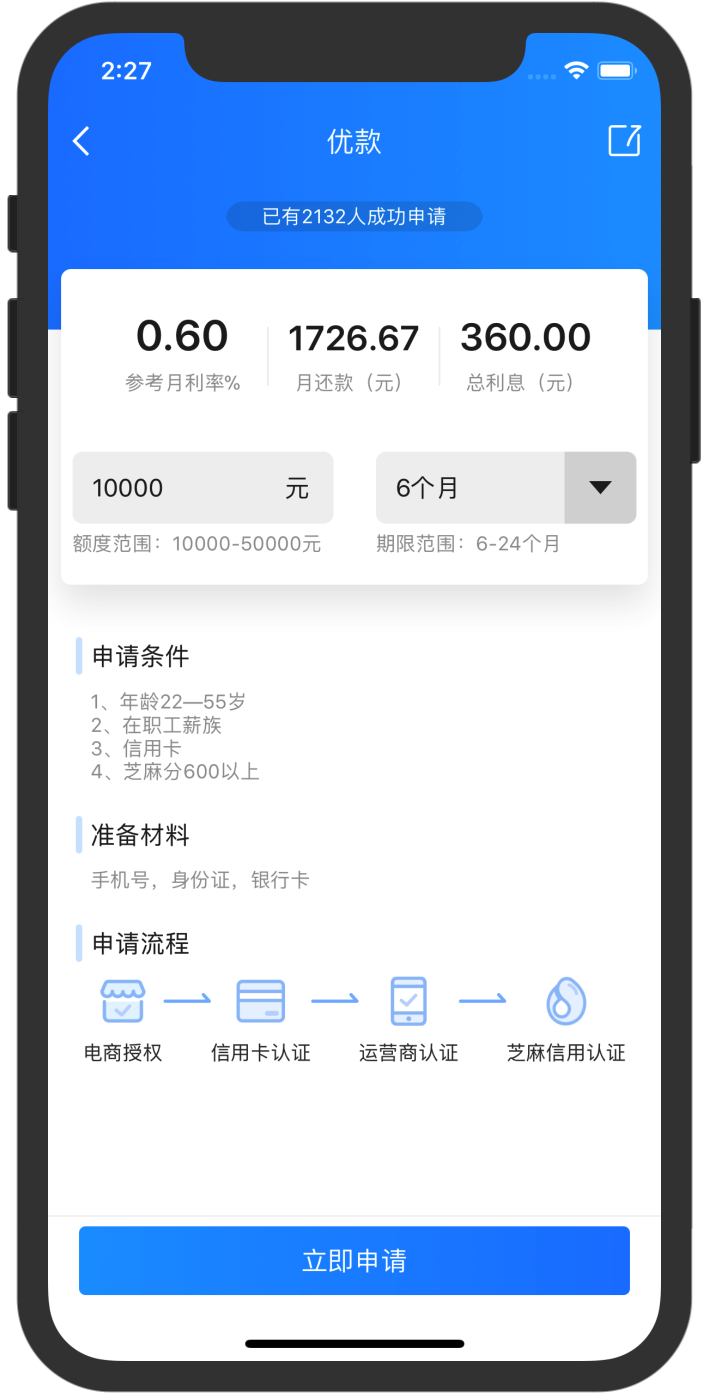 2:27
优款
已有2132人成功申请
0.60 1726.67 360.00
参考月利率% 月还款（元） 总利息（元）
10000 元 6个月
额度范围：10000-50000元 期限范围：6-24个月
申请条件
1、年龄22—55岁
2、在职工薪族
3、信用卡
4、芝麻分600以上
准备材料
手机号，身份证，银行卡
申请流程
电商授权 信用卡认证 运营商认证 芝麻信用认证
立即申请